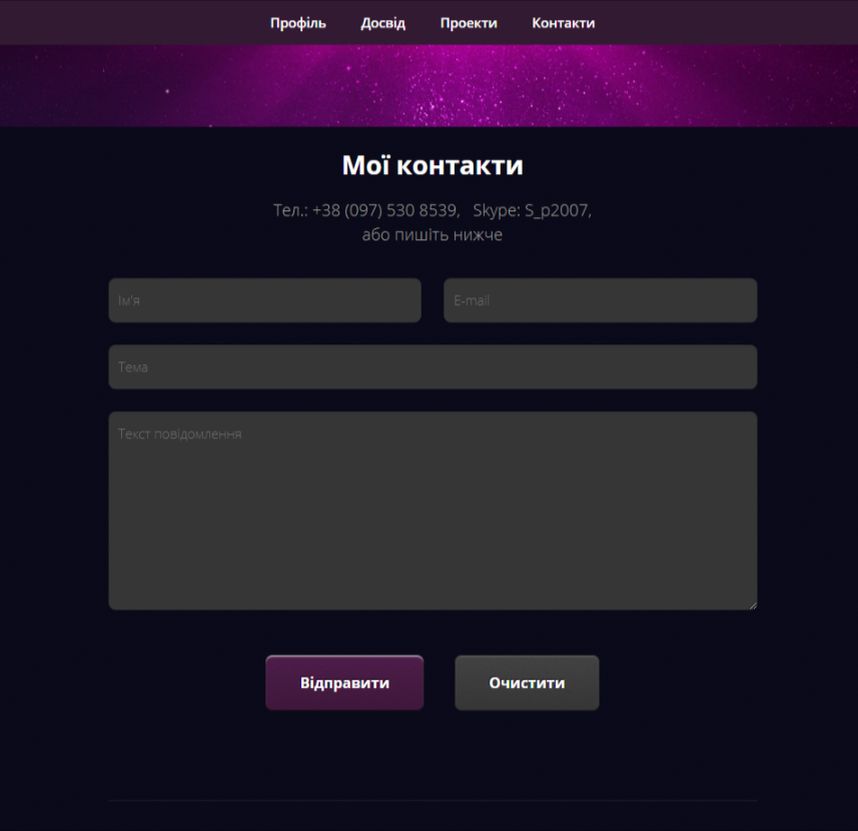 Профіль Досвід Проекти Контакти
Мої контакти
Тел.: +38 (097) 530 8539, Skype: S_p2007,
або пишіть нижче
Ім'я E-mail
Тема
Текст повідомлення
Відправити Очистити